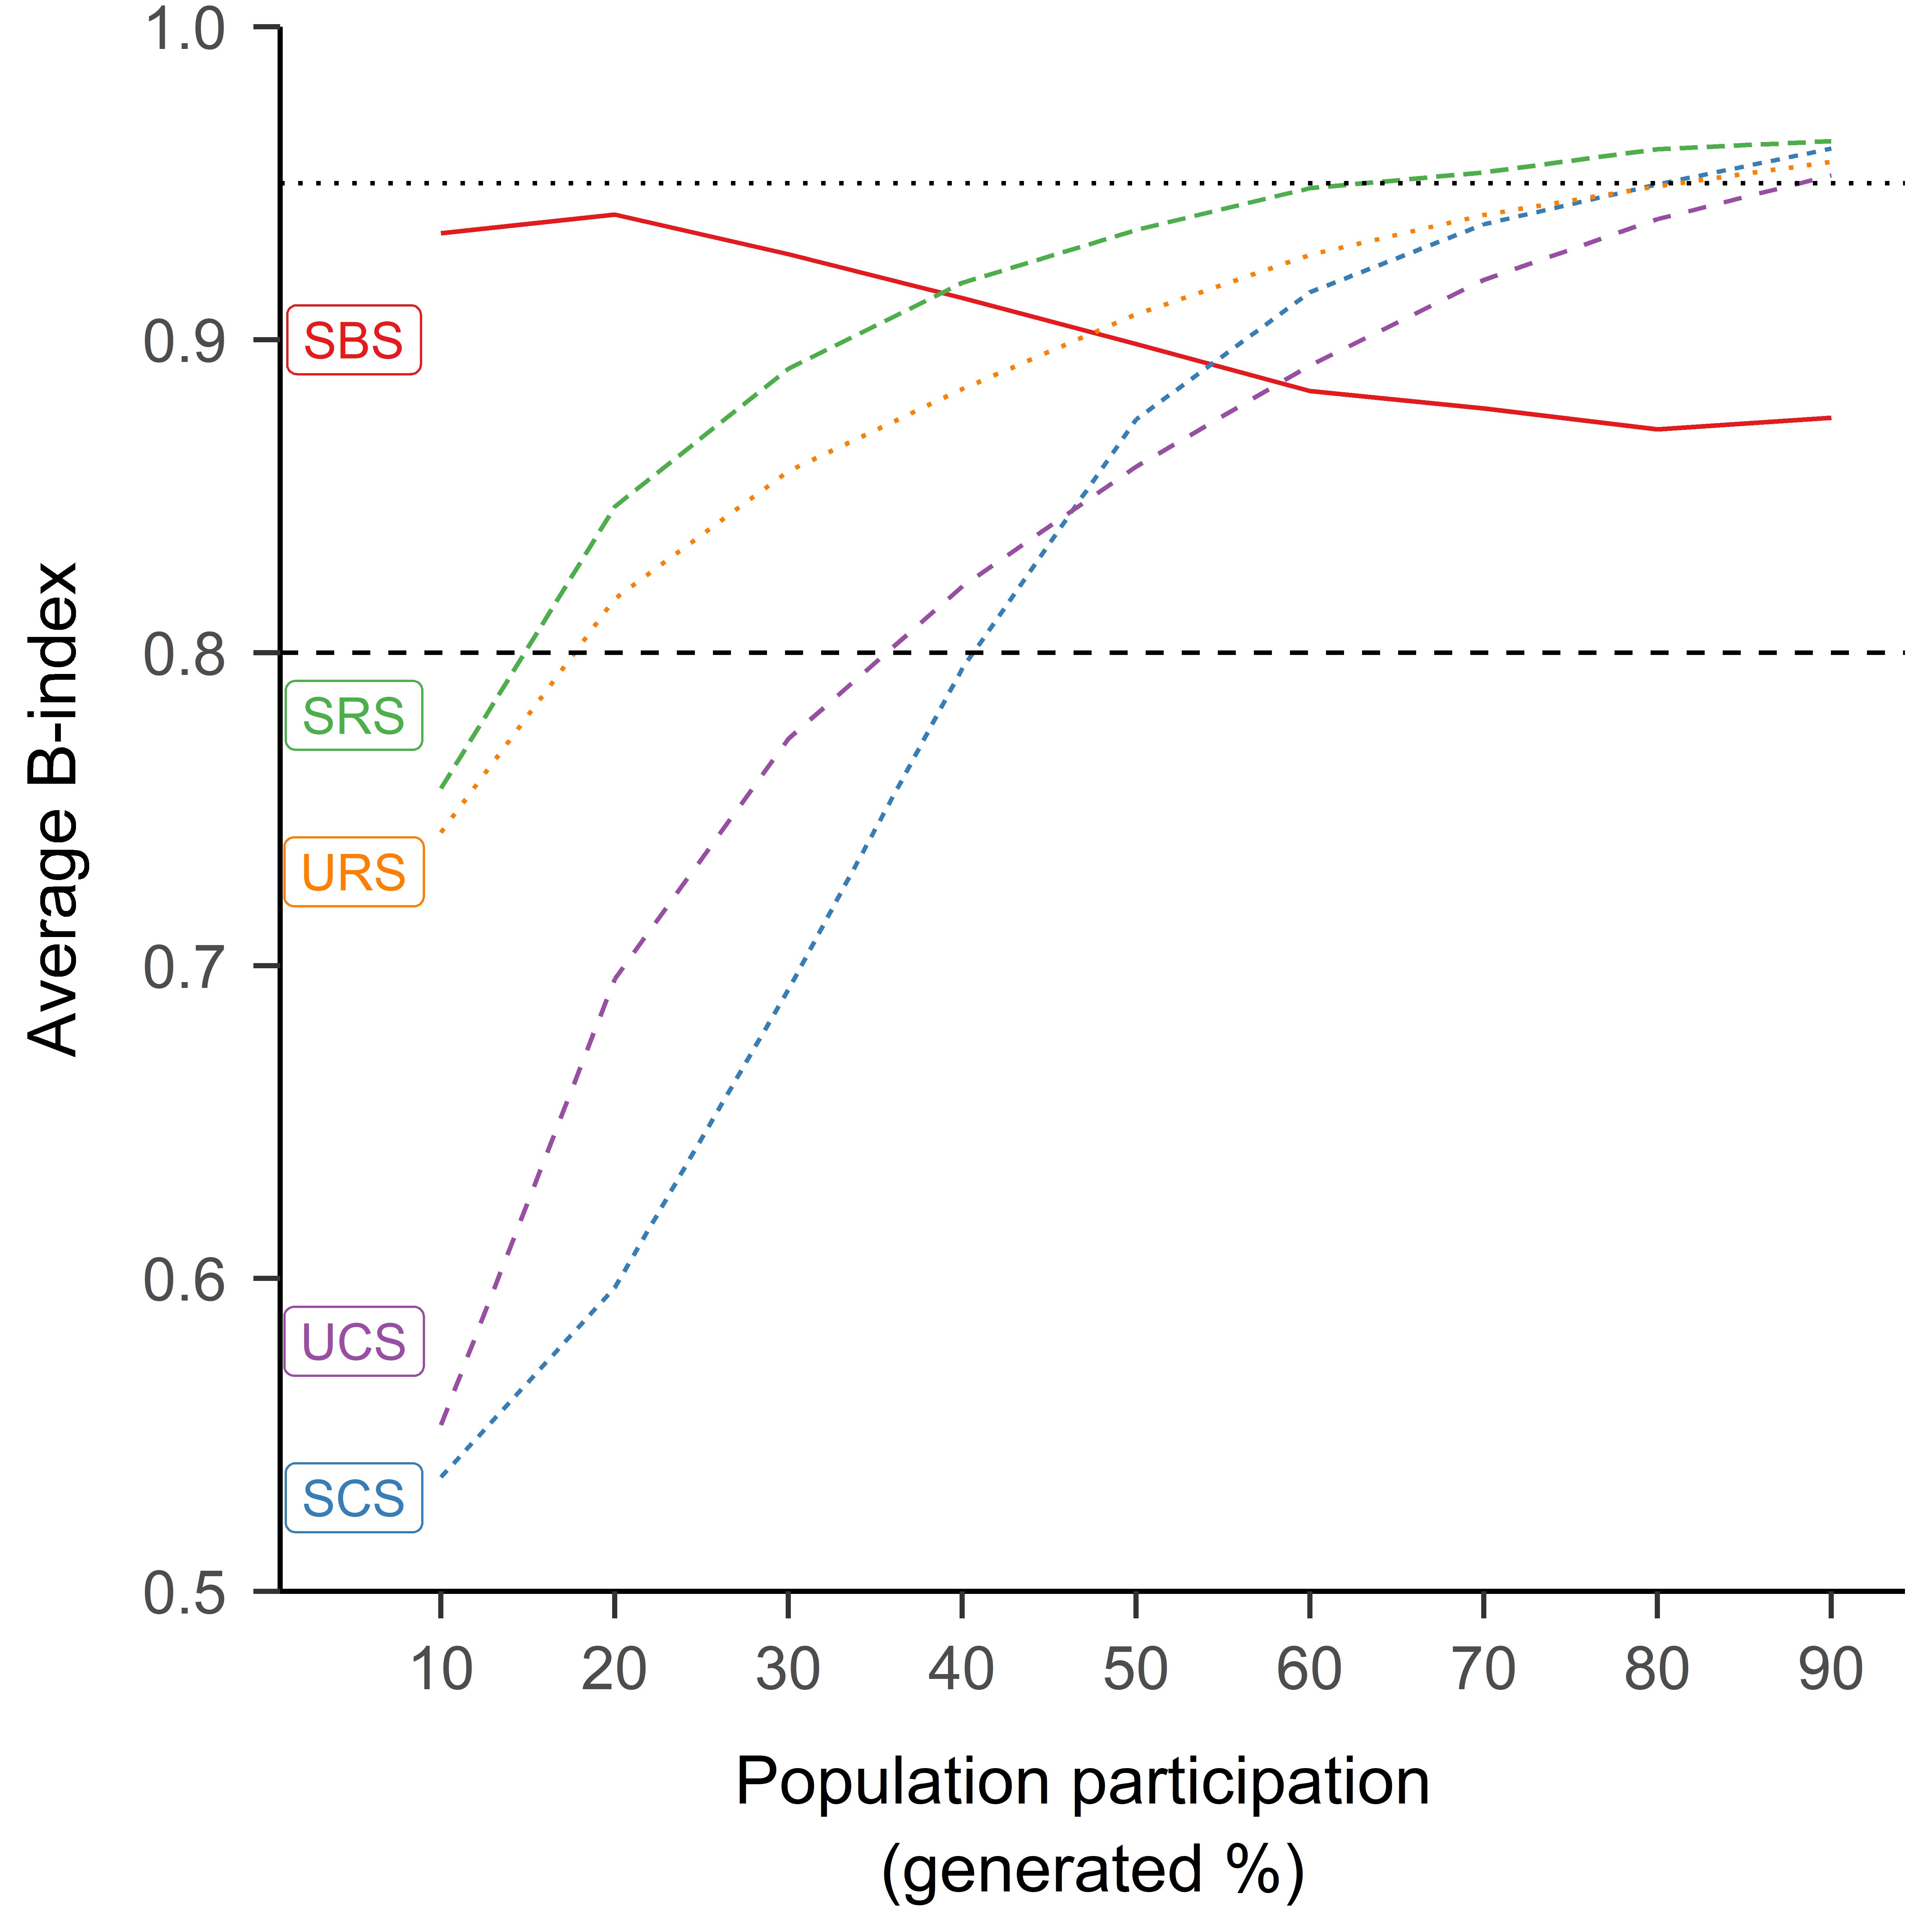 1.0
0.9
0.8
0.7
0.6
0.5
Average B-index
SBS
SRS
URS
UCS
SCS
10 20 30 40 50 60 70 80 90
Population participation
(generated %)